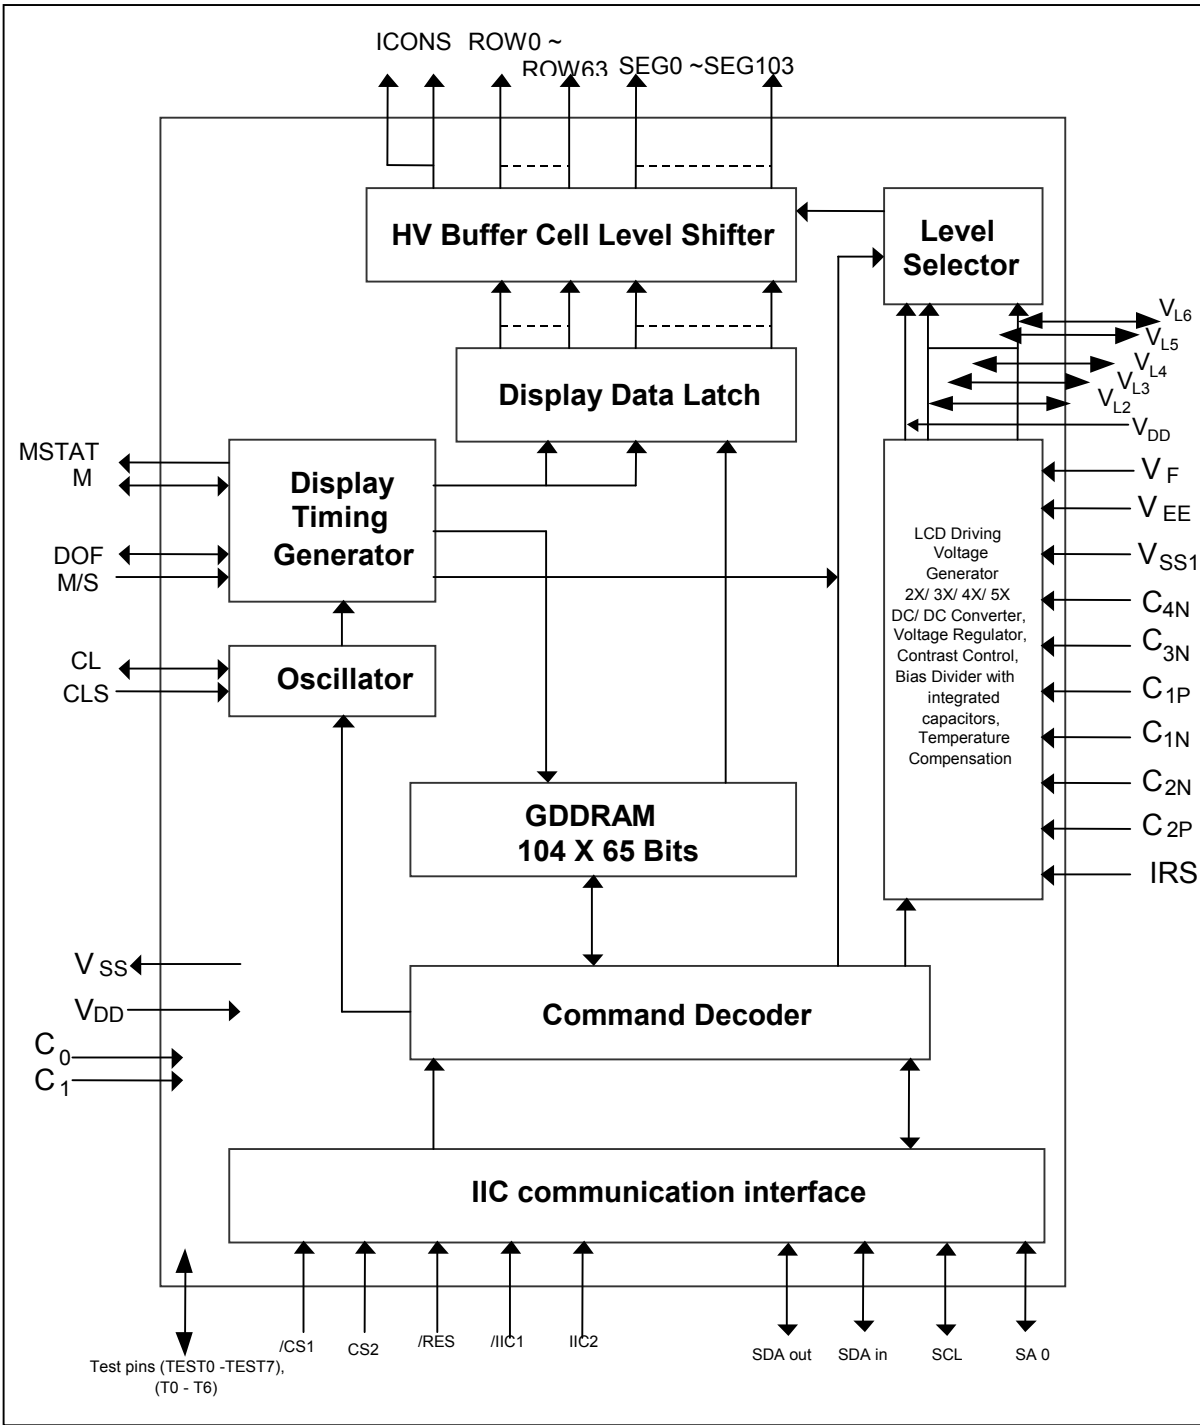 ICONS ROW0 ~
ROW63 SEG0 ~SEG103
HV Buffer Cell Level Shifter
Level
Selector
VL6
VL5
VL4
VL3
VL2
VDD
Display Data Latch
MSTAT
M
DOF
M/S
Display
Timing
Generator
VF
VEE
VSS1
C4N
C3N
C1P
C1N
C2N
C2P
IRS
LCD Driving
Voltage
Generator
2X/ 3X/ 4X/ 5X
DC/ DC Converter,
Voltage Regulator,
Contrast Control,
Bias Divider with
integrated
capacitors,
Temperature
Compensation
CL
CLS
Oscillator
GDDRAM
104 X 65 Bits
VSS
VDD
C0
C1
Command Decoder
IIC communication interface
/CS1 CS2 /RES /IIC1 IIC2 SDA out SDA in SCL SA 0
Test pins (TEST0 -TEST7),
(T0 - T6)